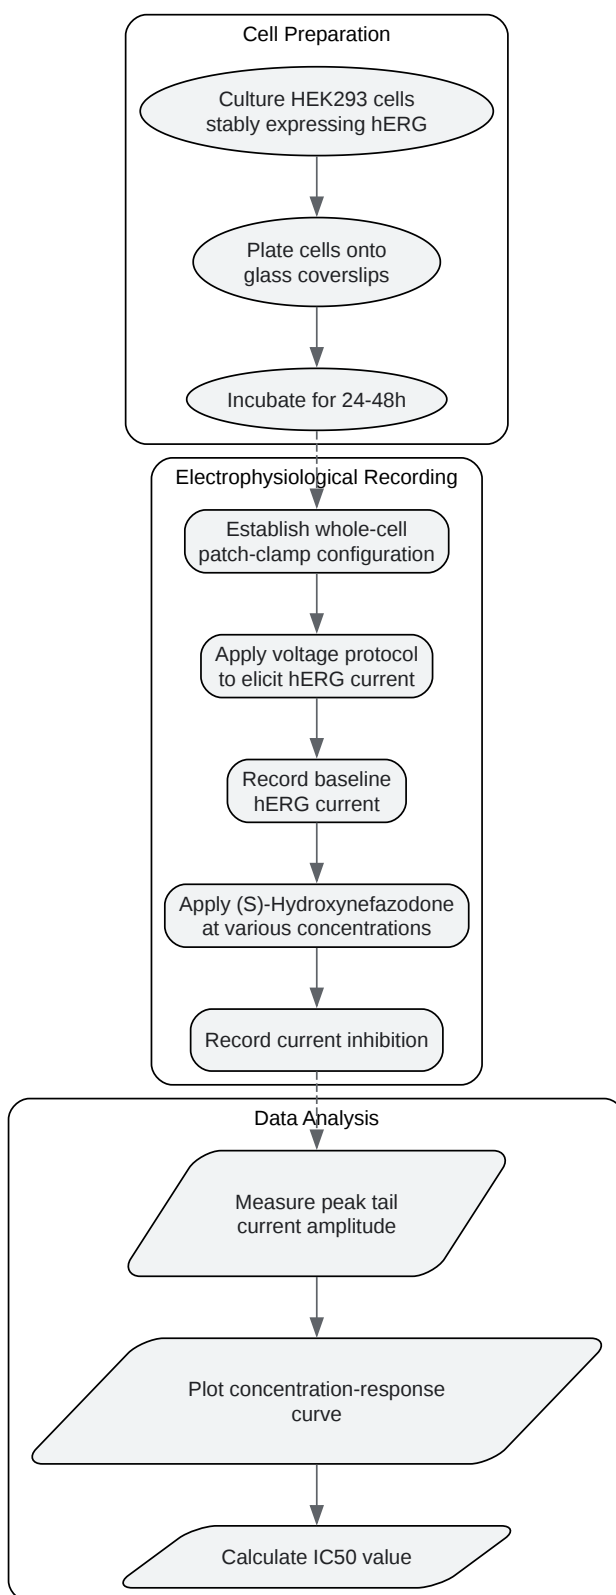 Cell Preparation
Culture HEK293 cells
stably expressing hERG
Plate cells onto
glass coverslips
Incubate for 24-48h
Electrophysiological Recording
Establish whole-cell
patch-clamp configuration
Apply voltage protocol
to elicit hERG current
Record baseline
hERG current
Apply (S)-Hydroxynefazodone
at various concentrations
Record current inhibition
Data Analysis
Measure peak tail
current amplitude
Plot concentration-response
curve
Calculate IC50 value